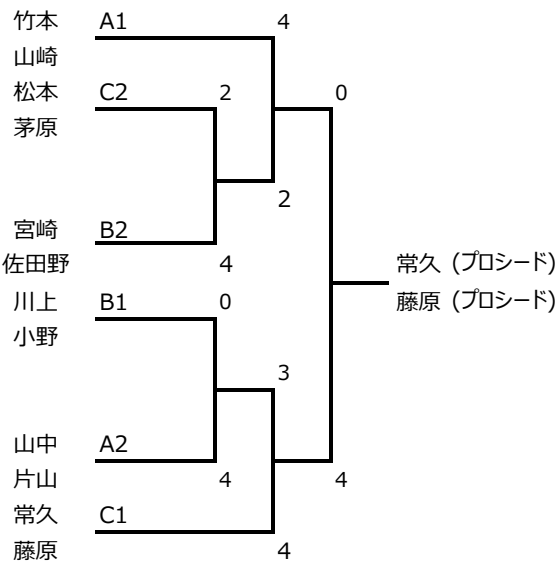 竹本 A1 4
山崎
松本 C2 2 0
茅原
2
宮崎 B2
佐田野 4 常久 (プロシード)
川上 B1 0 藤原 (プロシード)
小野
3
山中 A2
片山 4 4
常久 C1
藤原 4